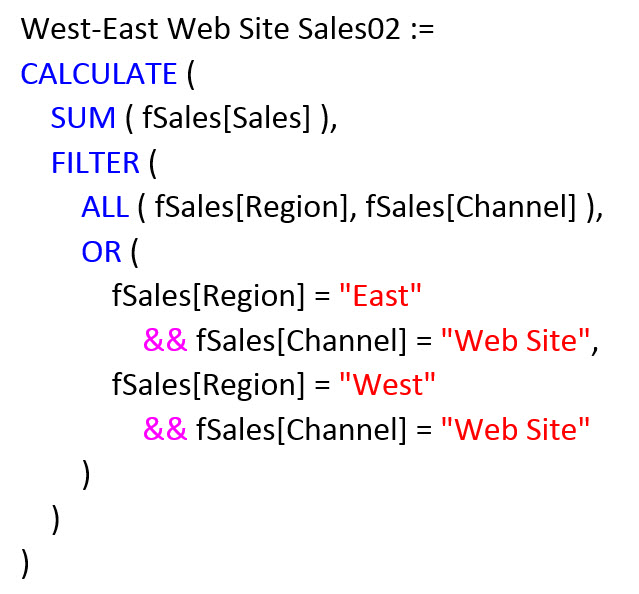 West-East Web Site Sales02 :=
CALCULATE (
SUM ( fSales[Sales] ),
FILTER (
ALL ( fSales[Region], fSales[Channel] ),
OR (
fSales[Region] = "East"
&& fSales[Channel] = "Web Site",
fSales[Region] = "West"
&& fSales[Channel] = "Web Site"
)
)
)